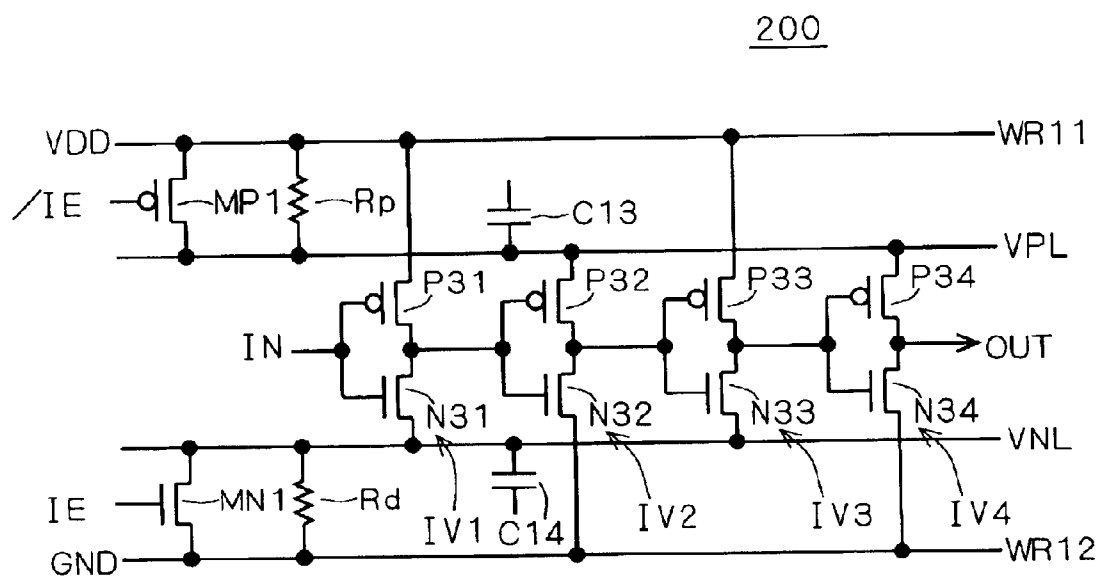 200
VDD
WR11
/IE
MP1
Rp
C13
VPL
P31
P32
P33
P34
IN
OUT
N31
N32
N33
N34
VNL
IE
MN1
Rd
IV1
C14
IV2
IV3
IV4
GND
WR12